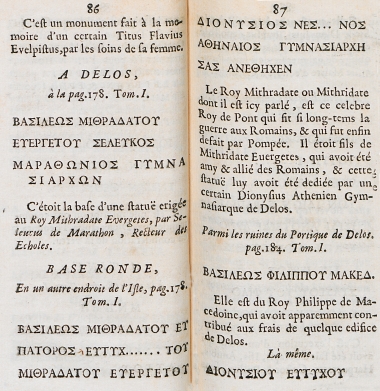 86
C'est un monument fait à la me-
moire d'un certain Titus Flavius
Evelpistus, par les soins de sa femme.
A DELOS,
à la pag. 178. Tom. I.
ΒΑΣΙΛΕΩΣ ΜΙΘΡΑΔΑΤΟΥ
ΕΥΕΡΓΕΤΟΥ ΣΕΛΕΥΚΟΣ
ΜΑΡΑΘΩΝΙΟΣ ΓΥΜΝΑ
ΣΙΑΡΧΩΝ
C'étoit la base d'une statuë erigée
au Roy Mithradate Evergetes, par Se-
leucus de Marathon, Recteur des
Echoles.
BASE RONDE,
En un autre endroit de l'Isle, pag. 178.
Tom. I.
ΒΑΣΙΛΕΩΣ ΜΙΘΡΑΔΑΤΟΥ ΕΥ
ΠΑΤΟΡΟΣ ΕΥΤΥΧ....... ΤΟΥ
ΜΙΘΡΑΔΑΤΟΥ ΕΥΕΡΓΕΤΟΥ
87
ΔΙΟΝΥΣΙΟΣ ΝΕΣ... ΝΟΣ
ΑΘΗΝΑΙΟΣ ΓΥΜΝΑΣΙΑΡΧΗ
ΣΑΣ ΑΝΕΘΗΧΕΝ
Le Roy Mithradate ou Mithridate
dont il est icy parlé, est ce celebre
Roy de Pont qui fit si long-tems la
guerre aux Romains, & qui fut enfin
defait par Pompée. Il étoit fils de
Mithridate Euergetes, qui avoit été
amy & allié des Romains, & cette
statuë luy avoit été dediée par un
certain Dionysius Athenien Gym-
nasiarque de Delos.
Parmi les ruines du Portique de Delos.
pag. 184. Tom. I.
ΒΑΣΙΛΕΩΣ ΦΙΛΙΠΠΟΥ ΜΑΚΕΔ.
Elle est du Roy Philippe de Ma-
cedoine, qui avoit apparemment con-
tribué aux frais de quelque edifice
de Delos.
Là même.
ΔΙΟΝΥΣΙΟΥ ΕΥΤΥΧΟΥ